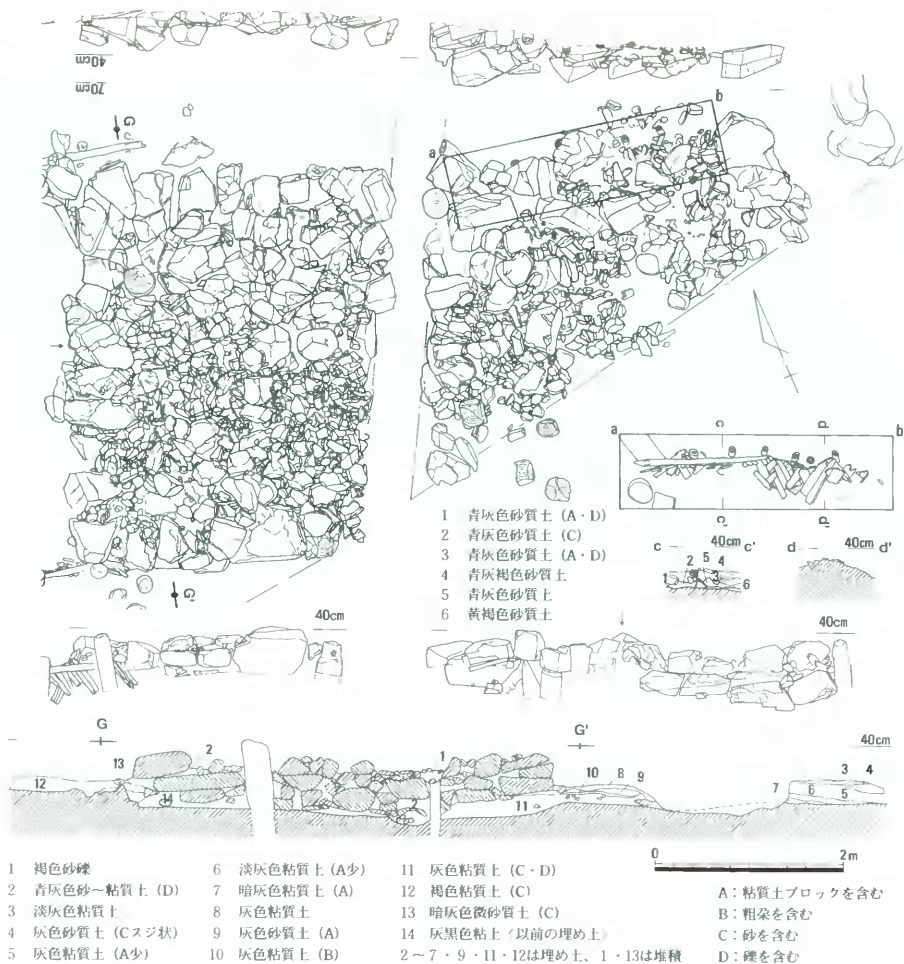 40cm
70cm
G
a
b
a
c
d
b
c'
d'
1 青灰色砂質土 (A・D)
2 青灰色砂質土 (C)
3 青灰色砂質土 (A・D)
4 青灰褐色砂質土
5 青灰色砂質土
6 黄褐色砂質土
c 40cm c'
2 5 4
1 3 6
d 40cm d'
G'
40cm
40cm
G
G'
40cm
13 2 1 10 8 9 3 4
12 14 2 11 7 6 5
0 2m
1 褐色砂礫
2 青灰色砂~粘質土 (D)
3 淡灰色粘質土
4 灰色砂質土 (Cスジ状)
5 灰色粘質土 (A少)
6 淡灰色粘質土 (A少)
7 暗灰色粘質土 (A)
8 灰色粘質土
9 灰色砂質土 (A)
10 灰色粘質土 (B)
11 灰色粘質土 (C・D)
12 褐色粘質土 (C)
13 暗灰色微砂質土 (C)
14 灰黒色粘土 (以前の埋め土)
2~7・9・11・12は埋め土、1・13は堆積
A:粘質土ブロックを含む
B:粗朶を含む
C:砂を含む
D:礫を含む